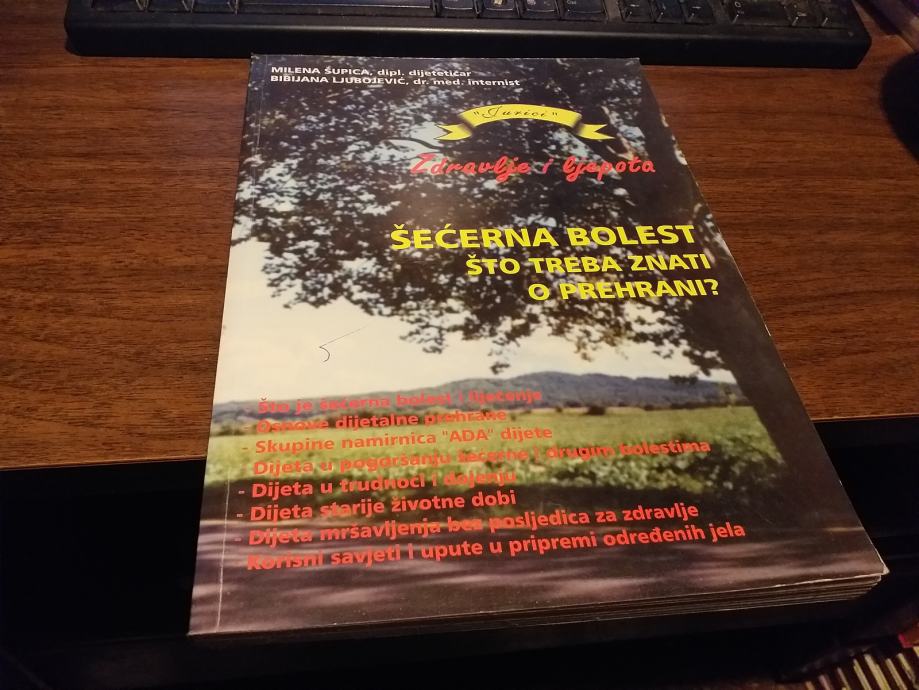 MILENA ŠUPICA, dipl. dijetetičar
BIBIJANA LJUBOJEVIĆ, dr. med. internist
"Jurici"
Zdravlje i ljepota
ŠEĆERNA BOLEST
ŠTO TREBA ZNATI
O PREHRANI?
- Što je šećerna bolest i liječenje
- Osnove dijetalne prehrane
- Skupine namirnica "ADA" dijete
- Dijeta u pogoršanju šećerne i drugim bolestima
- Dijeta u trudnoći i dojenju
- Dijeta starije životne dobi
- Dijeta mršavljenja bez posljedica za zdravlje
- Korisni savjeti i upute u pripremi određenih jela